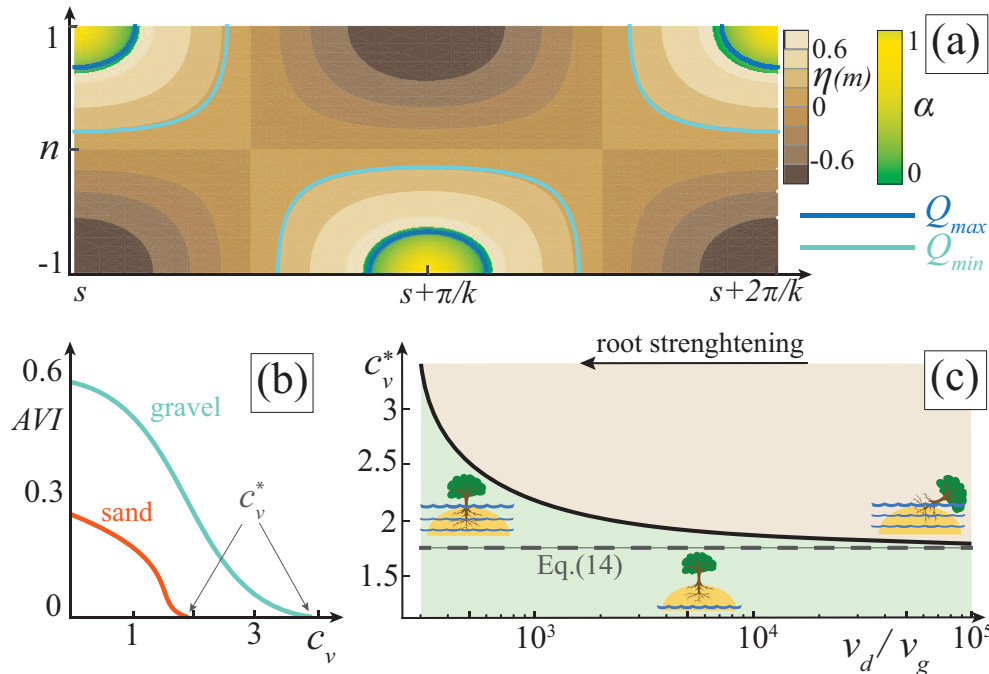 (a)
1
n
-1
s
s+π/k
s+2π/k
0.6
η(m)
0
-0.6
1
α
0
Q_max
Q_min
(b)
0.6
AVI
0.3
0
gravel
sand
c_v^*
1
3
c_v
(c)
root strenghtening
c_v^*
3
2.5
2
1.5
Eq.(14)
10^3
10^4
10^5
v_d/v_g